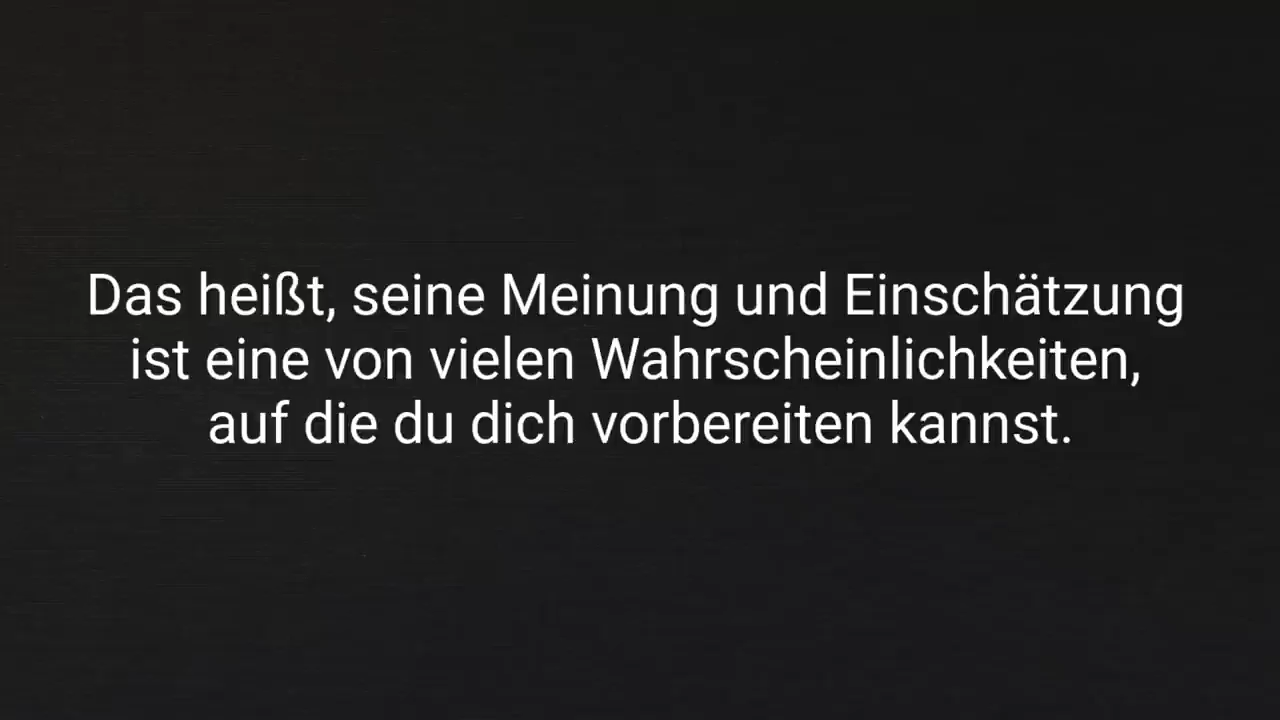 Das heißt, seine Meinung und Einschätzung
ist eine von vielen Wahrscheinlichkeiten,
auf die du dich vorbereiten kannst.